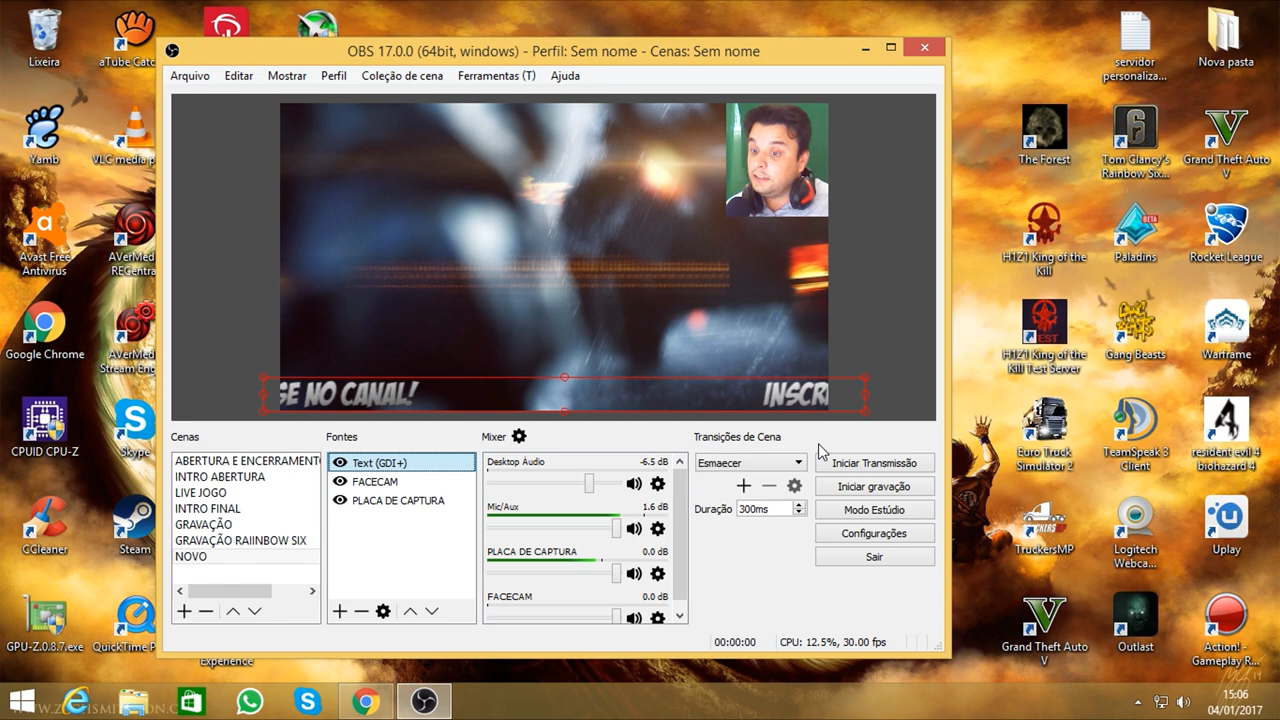 Lixeira
aTube Catc
OBS 17.0.0 (64bit, windows) - Perfil: Sem nome - Cenas: Sem nome
Arquivo Editar Mostrar Perfil Coleção de cena Ferramentas (T) Ajuda
servidor
personaliza...
Nova pasta
Yamb
VLC media p
The Forest
Tom Clancy's
Rainbow Six...
Grand Theft Auto
V
Avast Free
Antivirus
AVerMed
RECentra
H1Z1 King of the
Kill
BETA
Paladins
Rocket League
Google Chrome
AVerMed
Stream Eng
TEST
H1Z1 King of the
Kill Test Server
GANG BEASTS
Gang Beasts
Warframe
SE NO CANAL!
INSCRI
CPUID CPU-Z
Skype
Euro Truck
Simulator 2
TeamSpeak 3
Client
resident evil 4
biohazard 4
Cenas
ABERTURA E ENCERRAMENT
INTRO ABERTURA
LIVE JOGO
INTRO FINAL
GRAVAÇÃO
GRAVAÇÃO RAIINBOW SIX
NOVO
Fontes
Text (GDI+)
FACECAM
PLACA DE CAPTURA
Mixer
Desktop Áudio -6.5 dB
Mic/Aux 1.6 dB
PLACA DE CAPTURA 0.0 dB
FACECAM 0.0 dB
Transições de Cena
Esmaecer
Duração 300ms
Iniciar Transmissão
Iniciar gravação
Modo Estúdio
Configurações
Sair
00:00:00 CPU: 12.5%, 30.00 fps
CCleaner
Steam
TruckersMP
Logitech
Webca...
Uplay
GPU-Z.0.8.7.exe
QuickTime P
Experience
Grand Theft Auto
V
Outlast
Action! -
Gameplay R...
15:06
04/01/2017